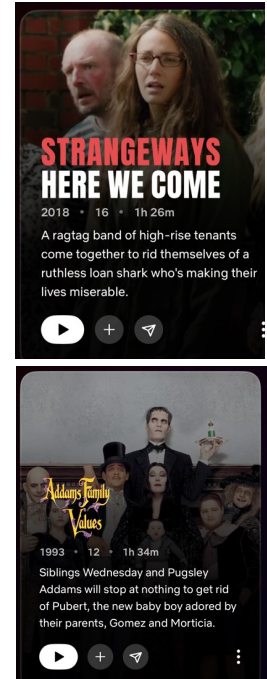 STRANGEWAYS
HERE WE COME
2018 • 16 • 1h 26m
A ragtag band of high-rise tenants
come together to rid themselves of a
ruthless loan shark who's making their
lives miserable.
Addams Family
Values
1993 • 12 • 1h 34m
Siblings Wednesday and Pugsley
Addams will stop at nothing to get rid
of Pubert, the new baby boy adored by
their parents, Gomez and Morticia.